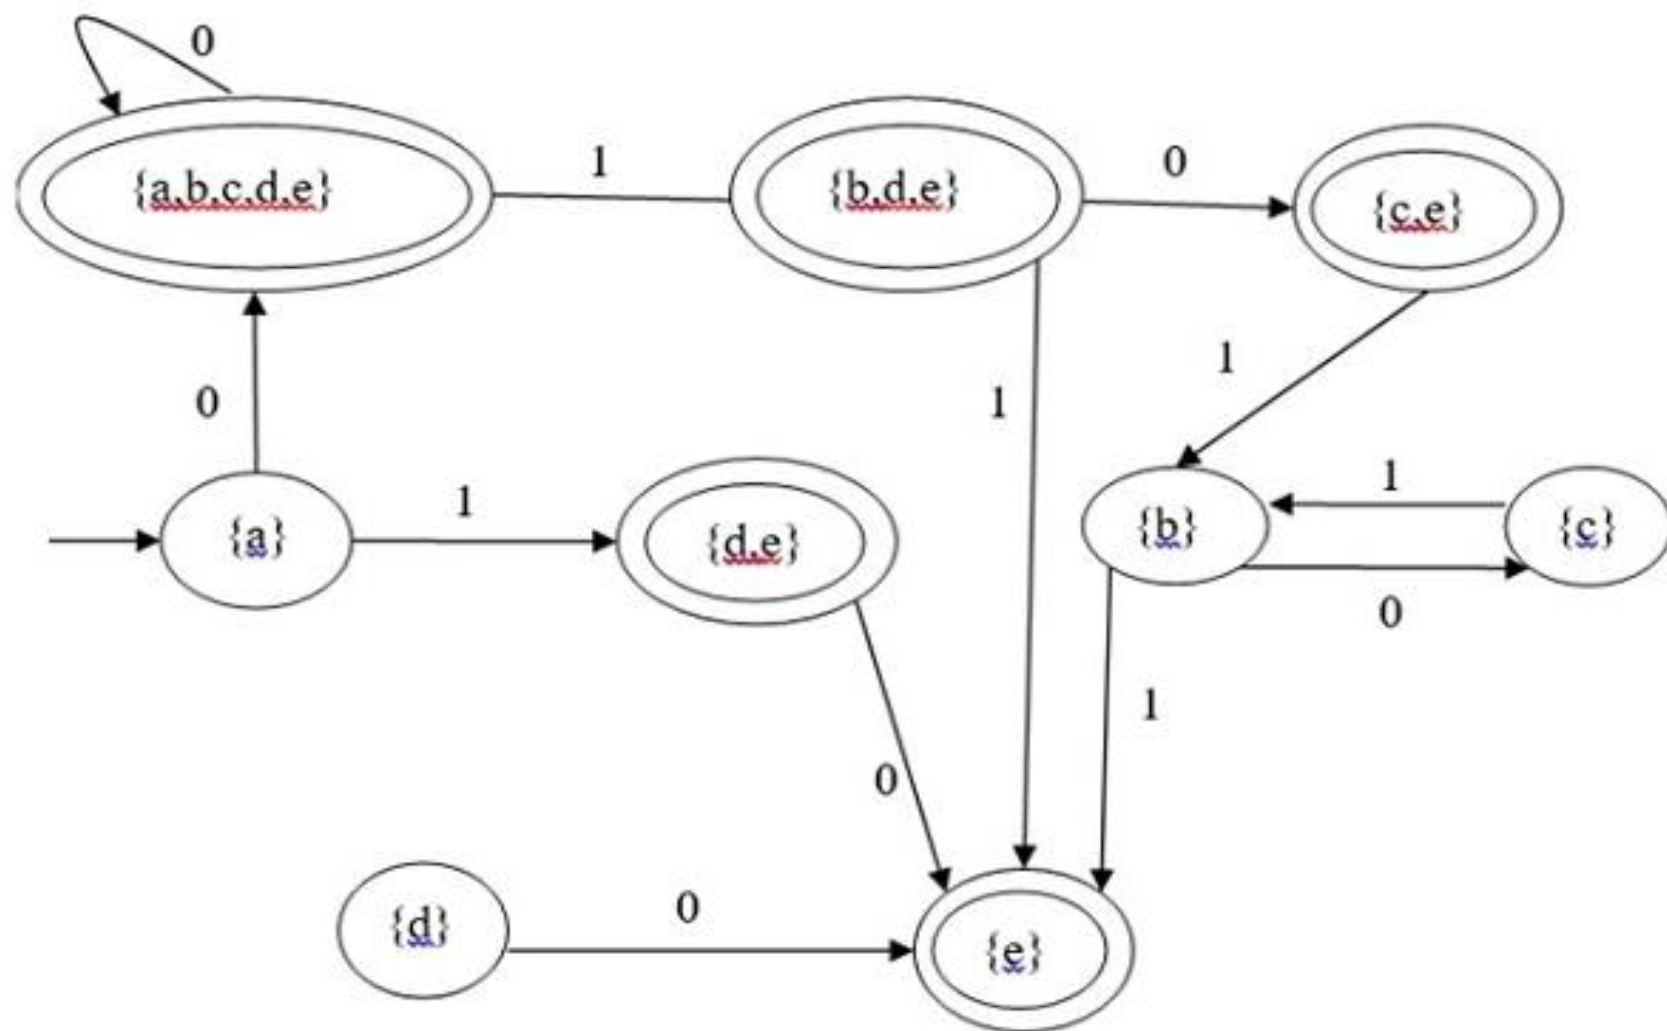 0
{a,b,c,d,e}
1
{b,d,e}
0
{c,e}
0
1
1
{a}
1
{d,e}
{b}
1
{c}
0
1
0
{d}
0
{e}